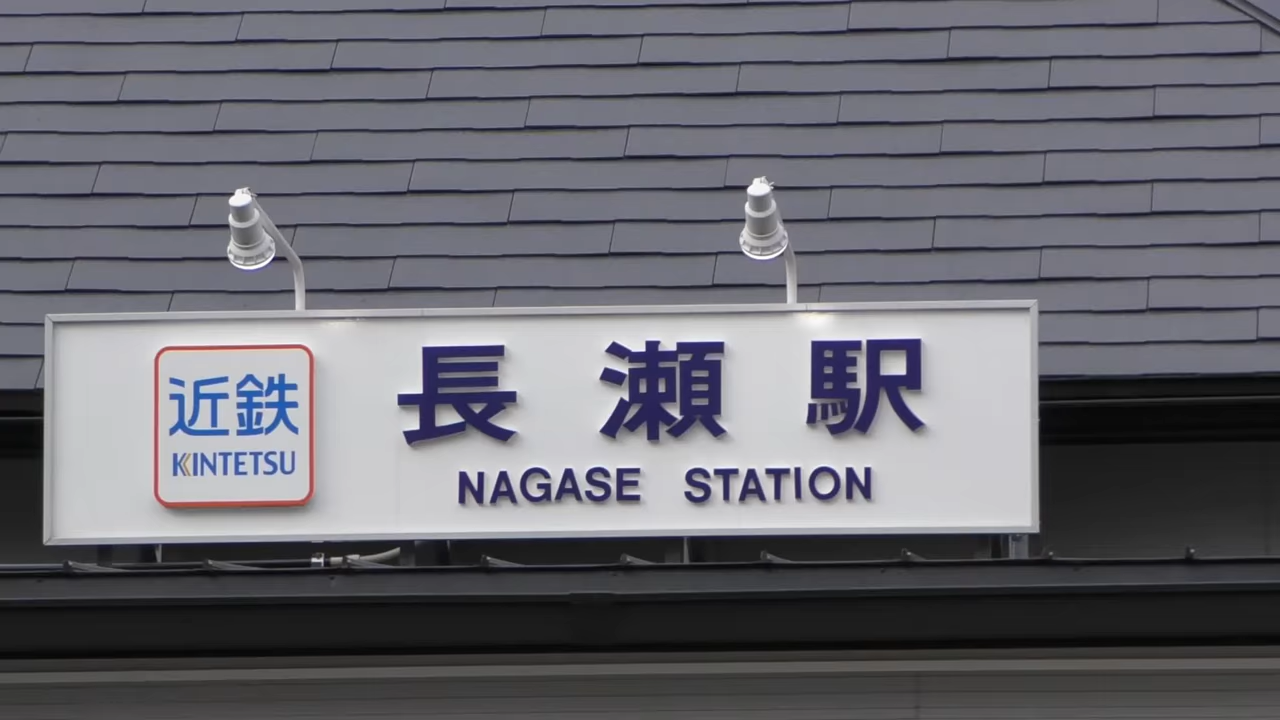 近鉄
KINTETSU
長瀬駅
NAGASE STATION